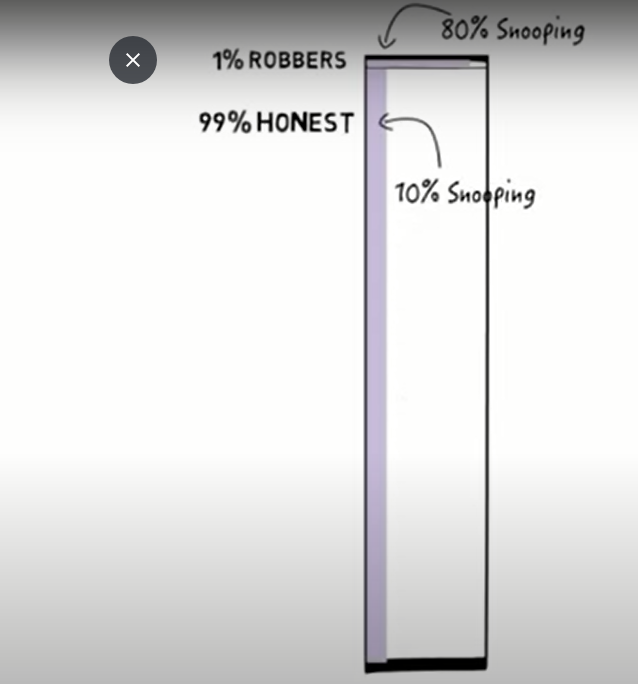 80% Snooping
1% ROBBERS
99% HONEST
10% Snooping